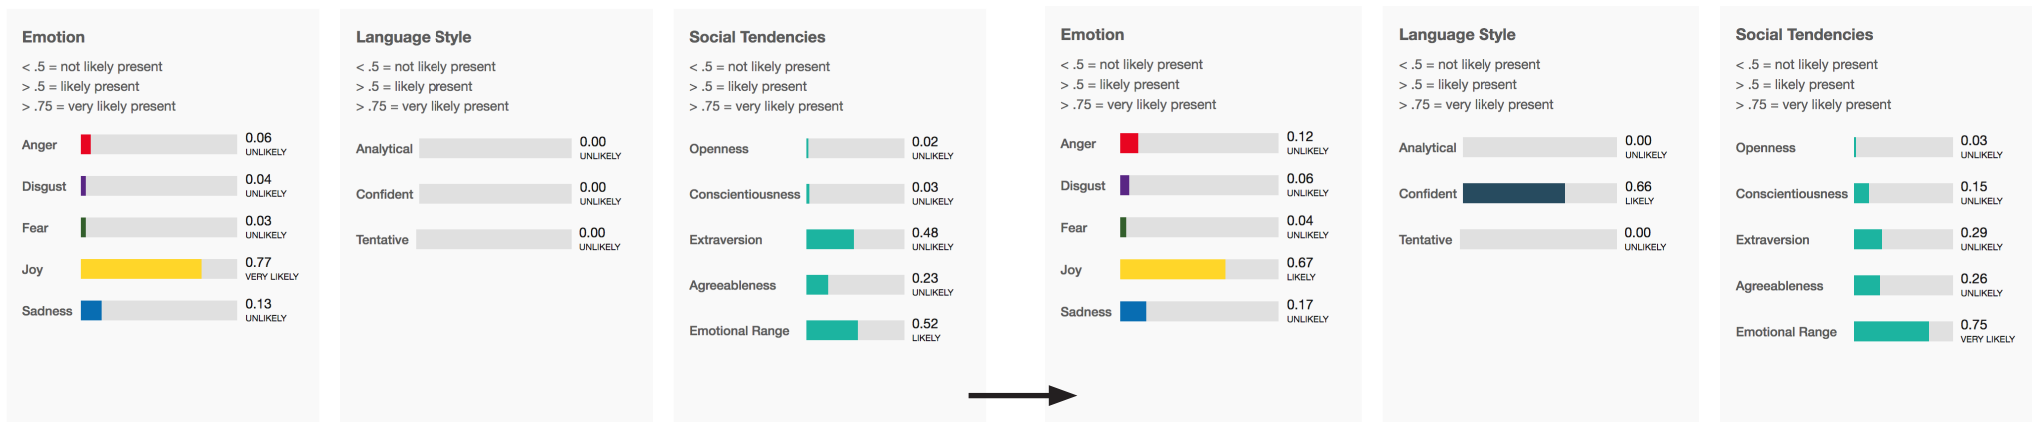 Emotion
< .5 = not likely present
> .5 = likely present
> .75 = very likely present
Anger 0.06 UNLIKELY
Disgust 0.04 UNLIKELY
Fear 0.03 UNLIKELY
Joy 0.77 VERY LIKELY
Sadness 0.13 UNLIKELY
Language Style
< .5 = not likely present
> .5 = likely present
> .75 = very likely present
Analytical 0.00 UNLIKELY
Confident 0.00 UNLIKELY
Tentative 0.00 UNLIKELY
Social Tendencies
< .5 = not likely present
> .5 = likely present
> .75 = very likely present
Openness 0.02 UNLIKELY
Conscientiousness 0.03 UNLIKELY
Extraversion 0.48 UNLIKELY
Agreeableness 0.23 UNLIKELY
Emotional Range 0.52 LIKELY
Emotion
< .5 = not likely present
> .5 = likely present
> .75 = very likely present
Anger 0.12 UNLIKELY
Disgust 0.06 UNLIKELY
Fear 0.04 UNLIKELY
Joy 0.67 LIKELY
Sadness 0.17 UNLIKELY
Language Style
< .5 = not likely present
> .5 = likely present
> .75 = very likely present
Analytical 0.00 UNLIKELY
Confident 0.66 LIKELY
Tentative 0.00 UNLIKELY
Social Tendencies
< .5 = not likely present
> .5 = likely present
> .75 = very likely present
Openness 0.03 UNLIKELY
Conscientiousness 0.15 UNLIKELY
Extraversion 0.29 UNLIKELY
Agreeableness 0.26 UNLIKELY
Emotional Range 0.75 VERY LIKELY